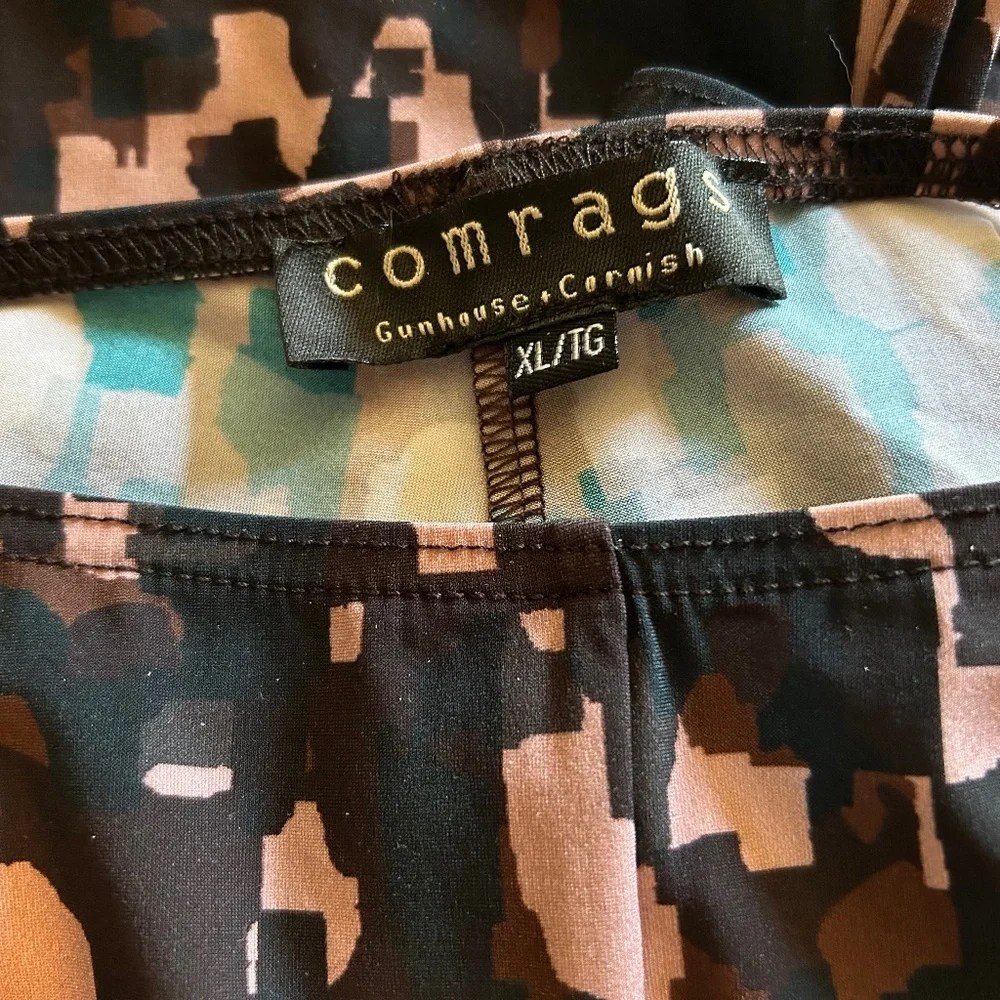 comrags
Gunhouse + Cornish
XL/TG